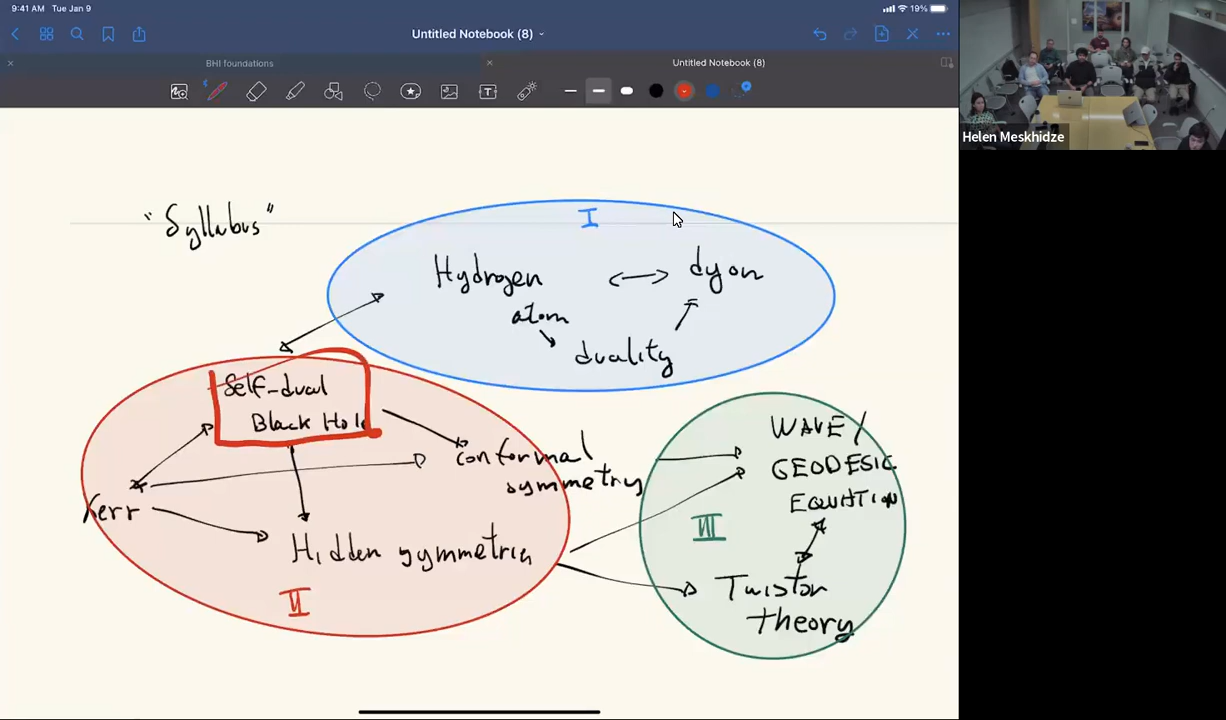 9:41 AM Tue Jan 9
19%
Untitled Notebook (8)
BHI foundations
Untitled Notebook (8)
Helen Meskhidze
"Syllabus"
I
Hydrogen
atom
dyon
duality
Self-dual
Black Hole
Conformal
symmetry
Kerr
Hidden symmetries
II
WAVE/
GEODESIC
EQUATION
III
Twistor
theory